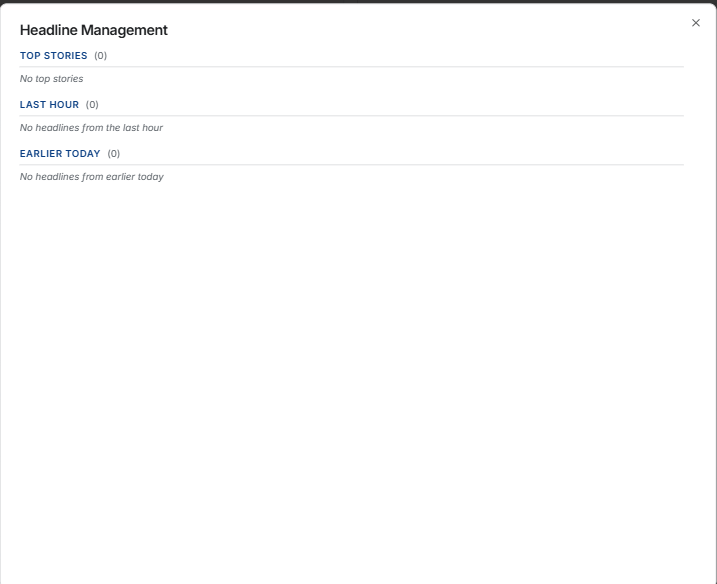 Headline Management
TOP STORIES (0)
No top stories
LAST HOUR (0)
No headlines from the last hour
EARLIER TODAY (0)
No headlines from earlier today